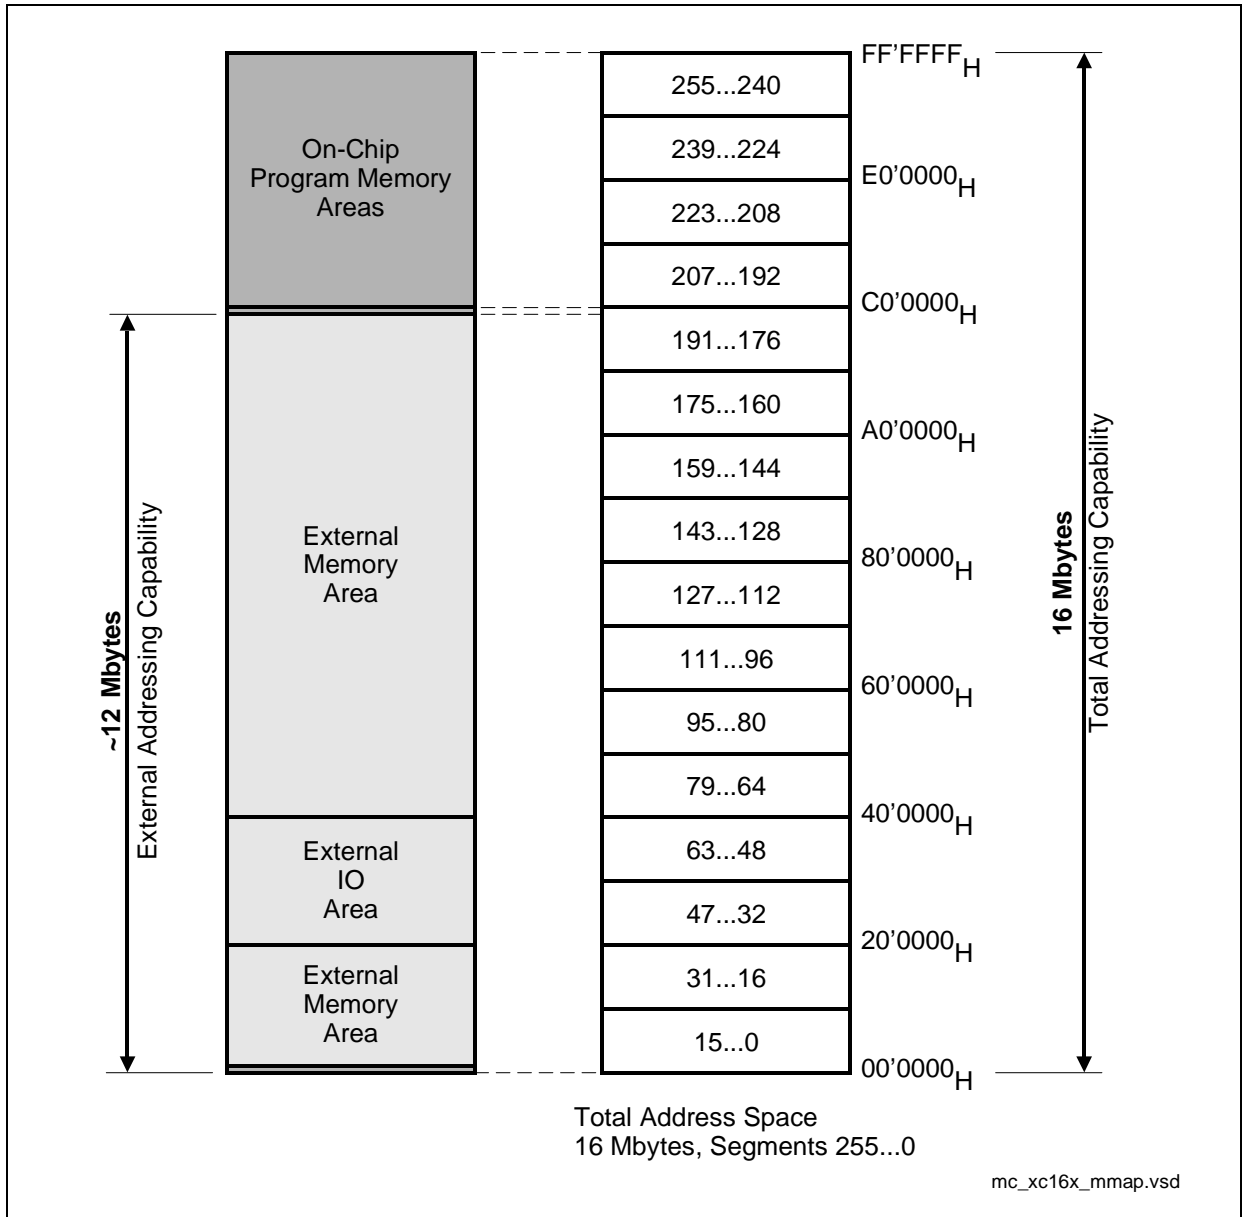 On-Chip
Program Memory
Areas
External
Memory
Area
External
IO
Area
External
Memory
Area
~12 Mbytes
External Addressing Capability
255...240
239...224
223...208
207...192
191...176
175...160
159...144
143...128
127...112
111...96
95...80
79...64
63...48
47...32
31...16
15...0
FF'FFFFH
E0'0000H
C0'0000H
A0'0000H
80'0000H
60'0000H
40'0000H
20'0000H
00'0000H
16 Mbytes
Total Addressing Capability
Total Address Space
16 Mbytes, Segments 255...0
mc_xc16x_mmap.vsd